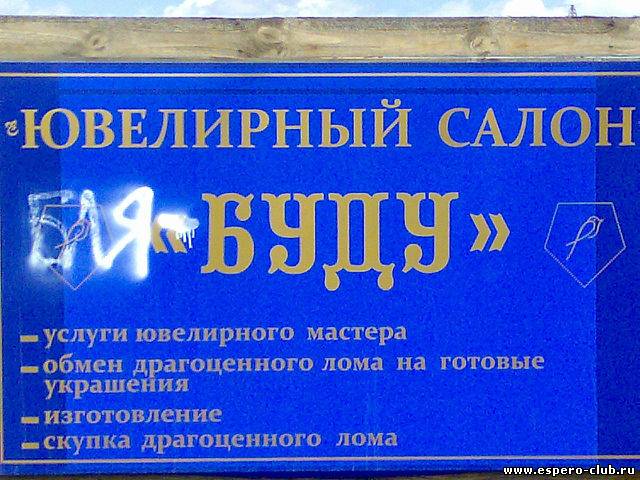 ЮВЕЛИРНЫЙ САЛОН
БЛЯ «БУДУ»
– услуги ювелирного мастера
– обмен драгоценного лома на готовые
украшения
– изготовление
– скупка драгоценного лома
www.espero-club.ru